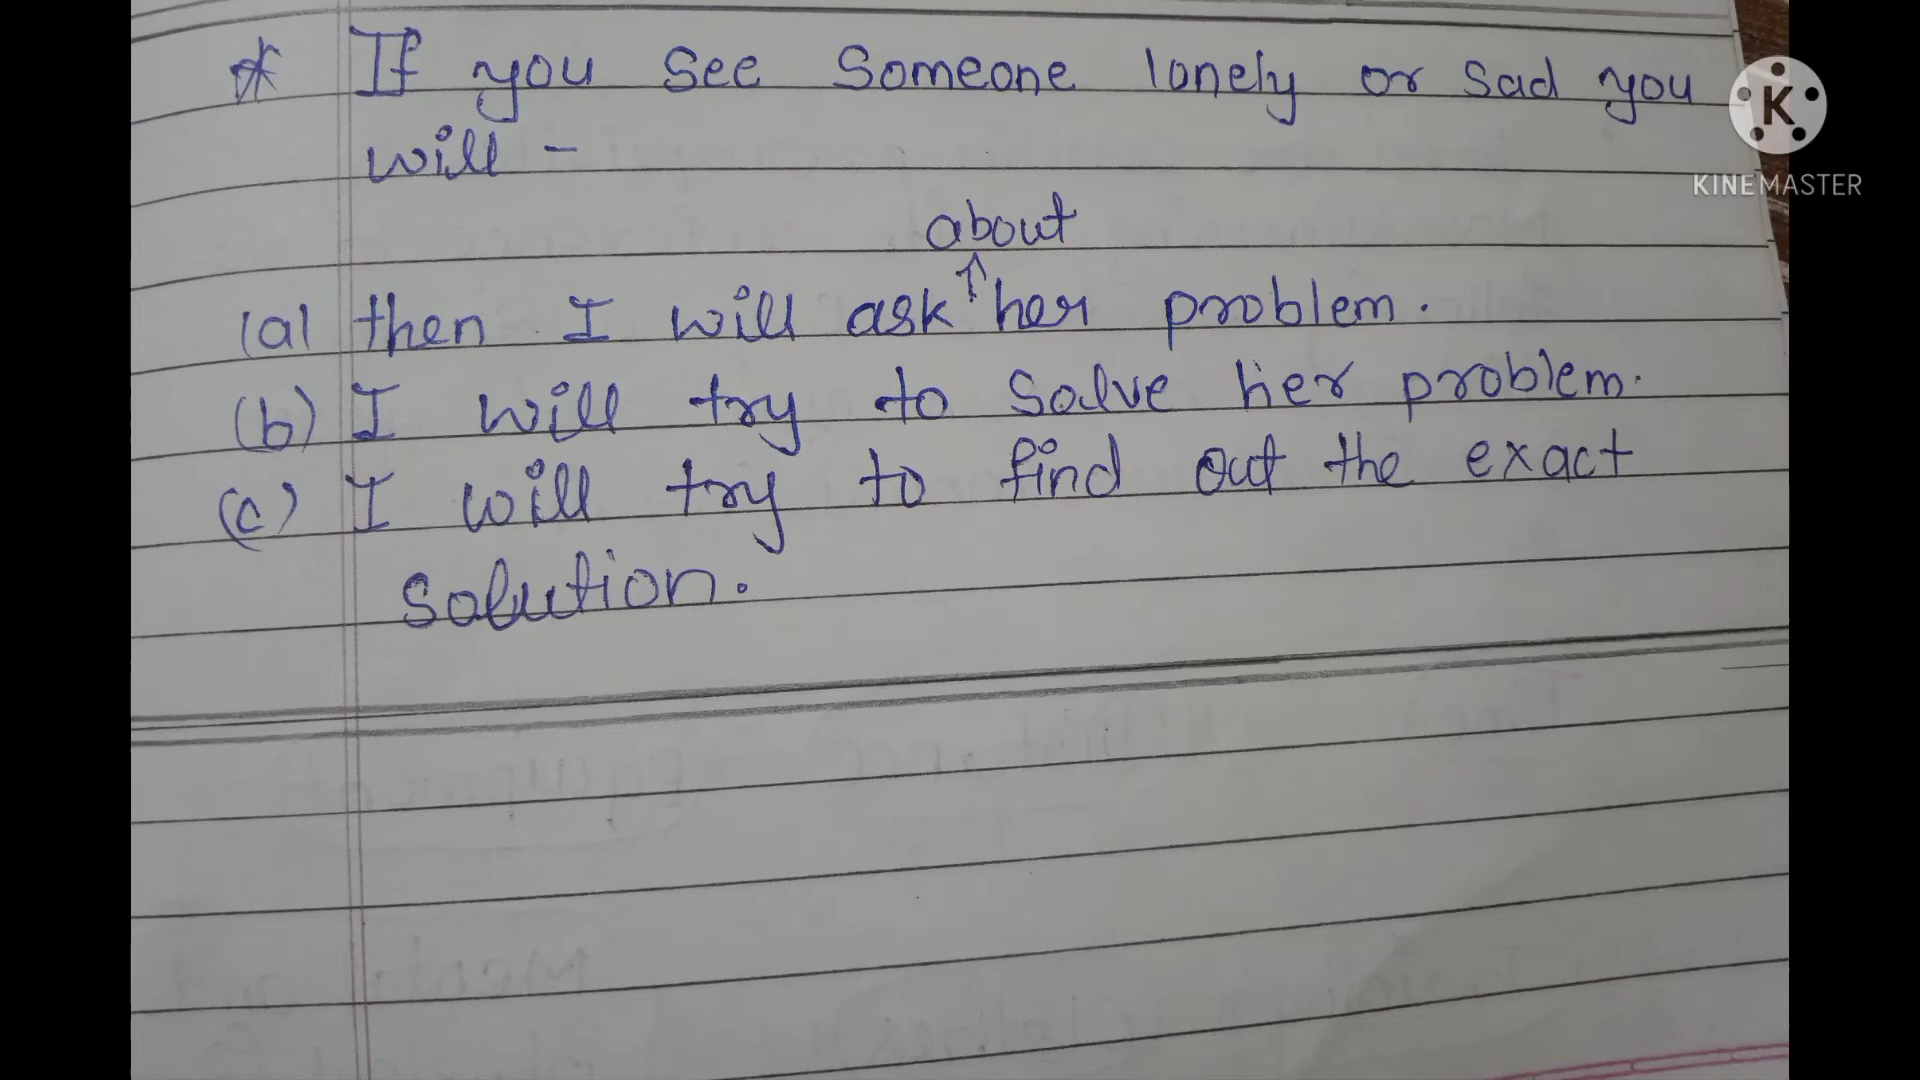 * If you see someone lonely or sad you
will -
about
(a) then I will ask ↑ her problem.
(b) I will try to solve her problem.
(c) I will try to find out the exact
solution.
K
KINEMASTER